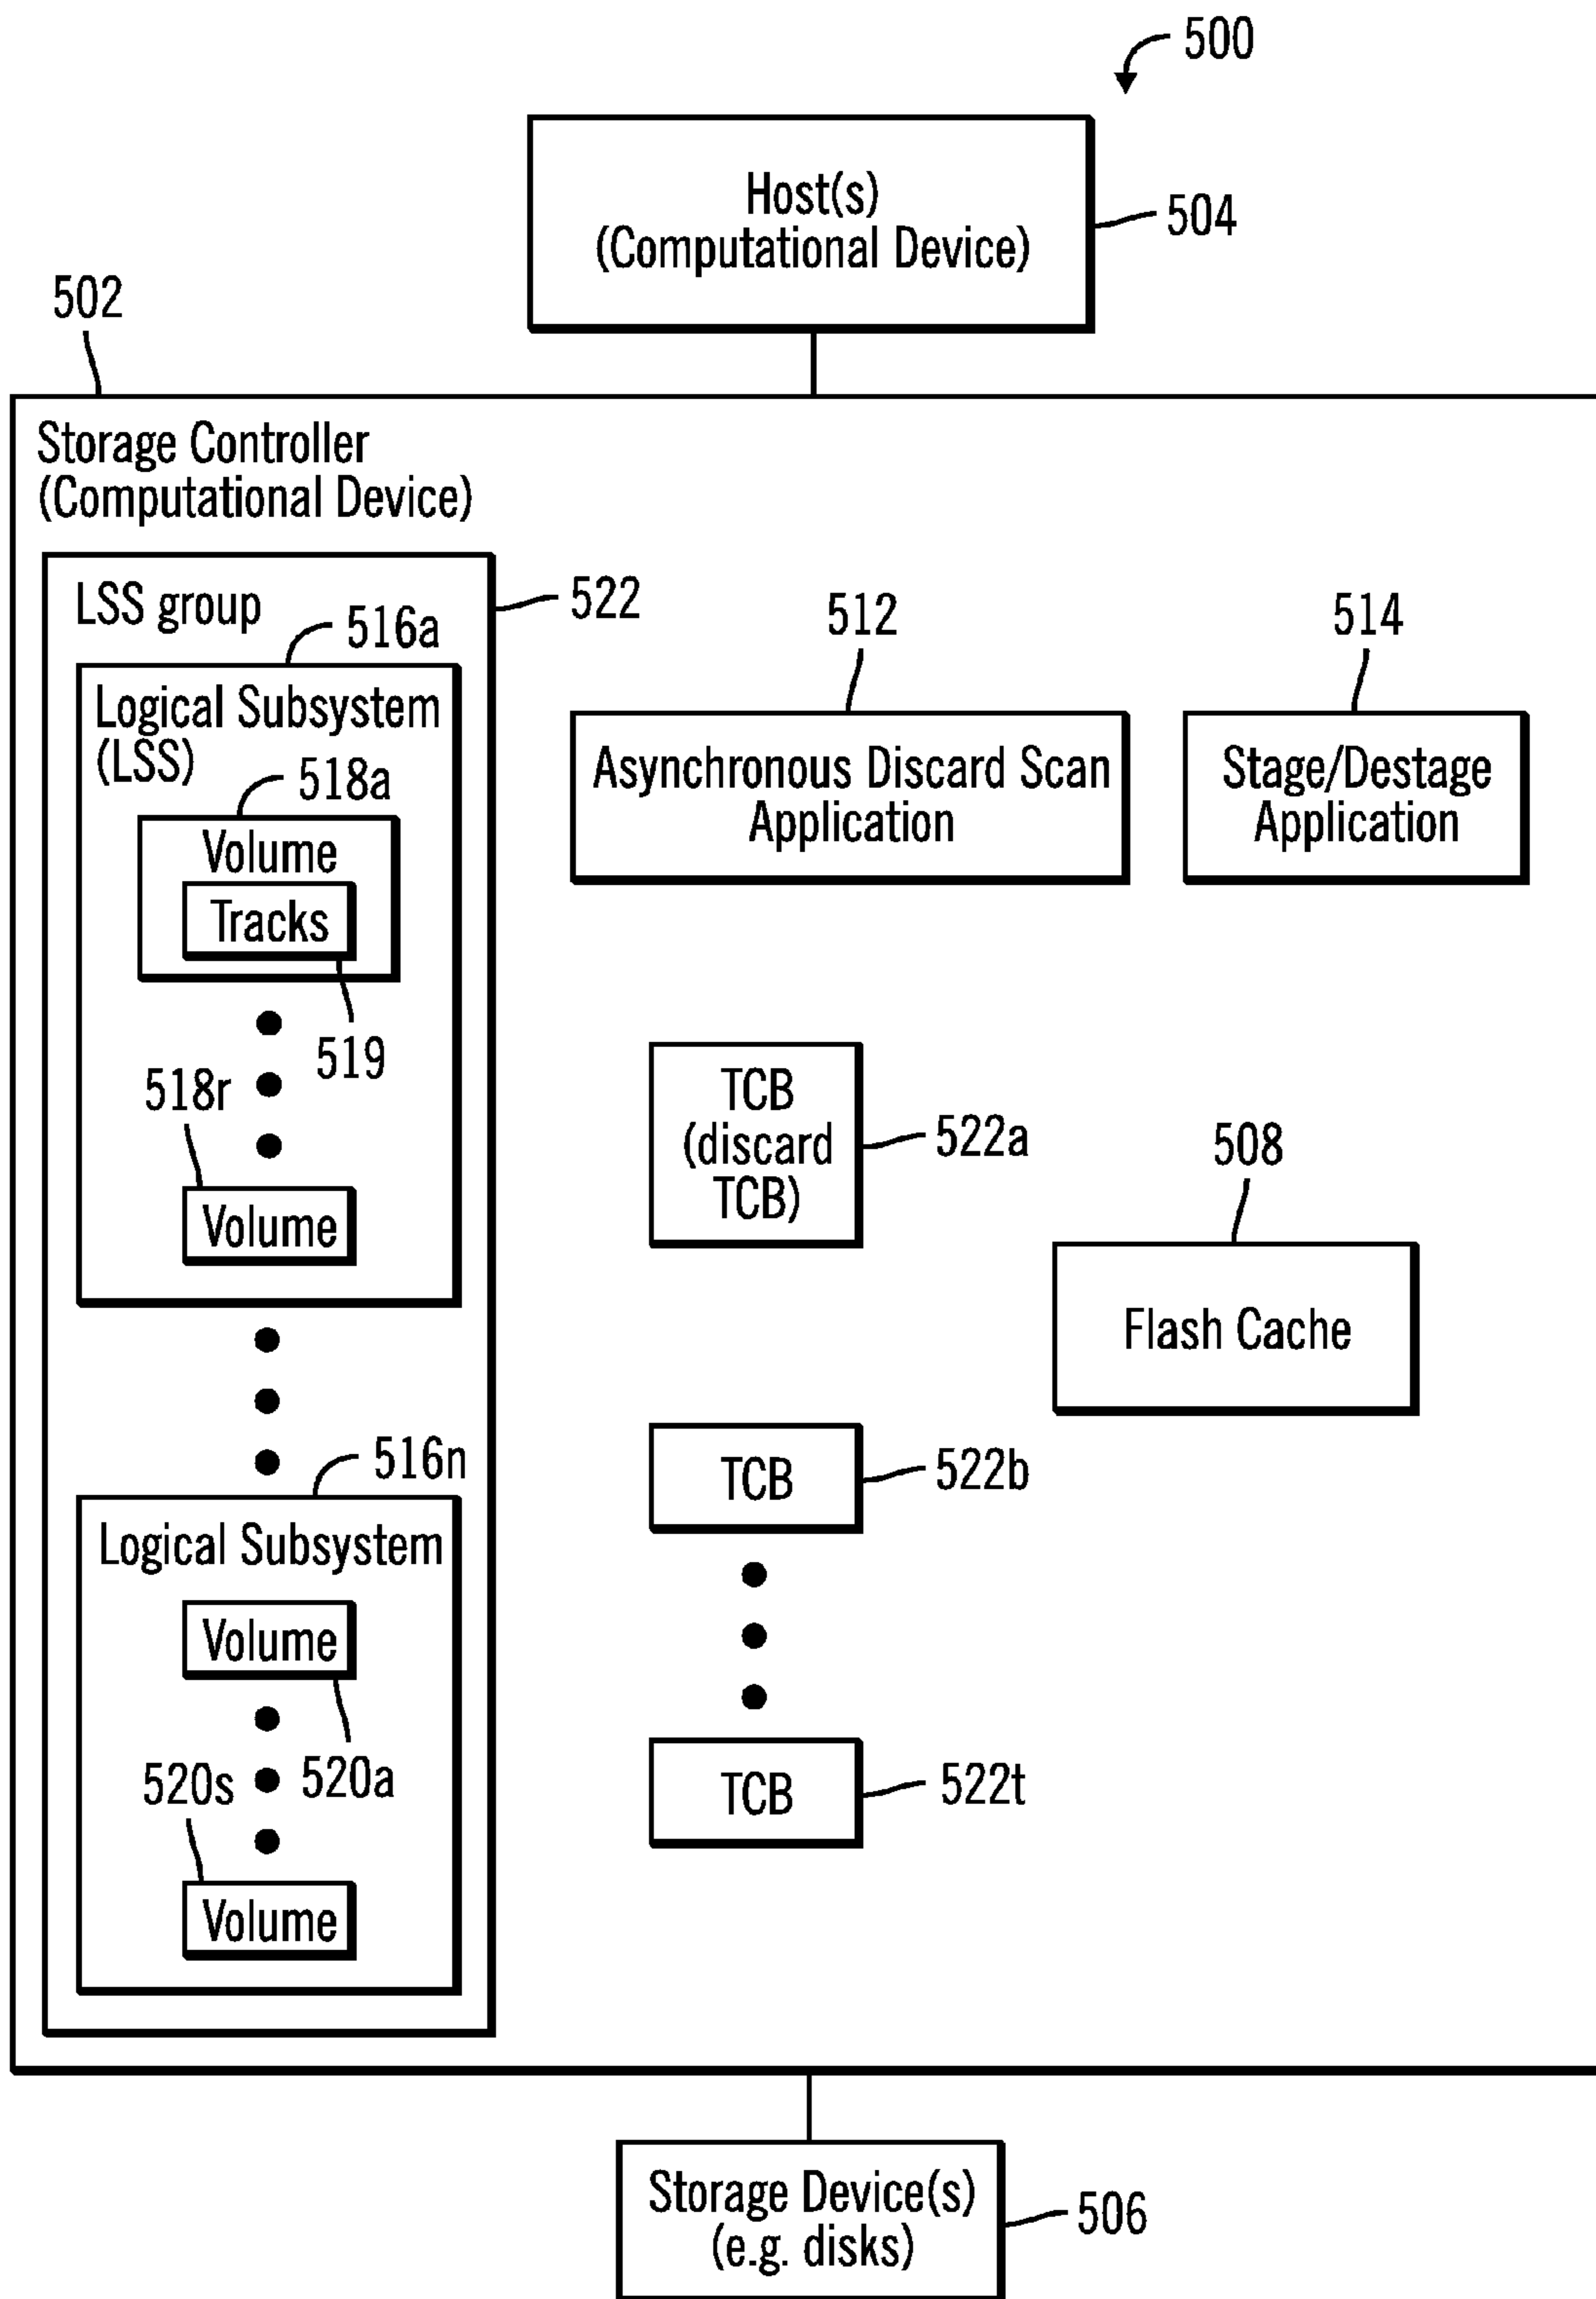 500
Host(s)
(Computational Device)
504
502
Storage Controller
(Computational Device)
LSS group
522
516a
Logical Subsystem
(LSS)
518a
Volume
Tracks
519
518r
Volume
516n
Logical Subsystem
Volume
520a
520s
Volume
512
Asynchronous Discard Scan
Application
514
Stage/Destage
Application
TCB
(discard
TCB)
522a
508
Flash Cache
TCB
522b
TCB
522t
Storage Device(s)
(e.g. disks)
506